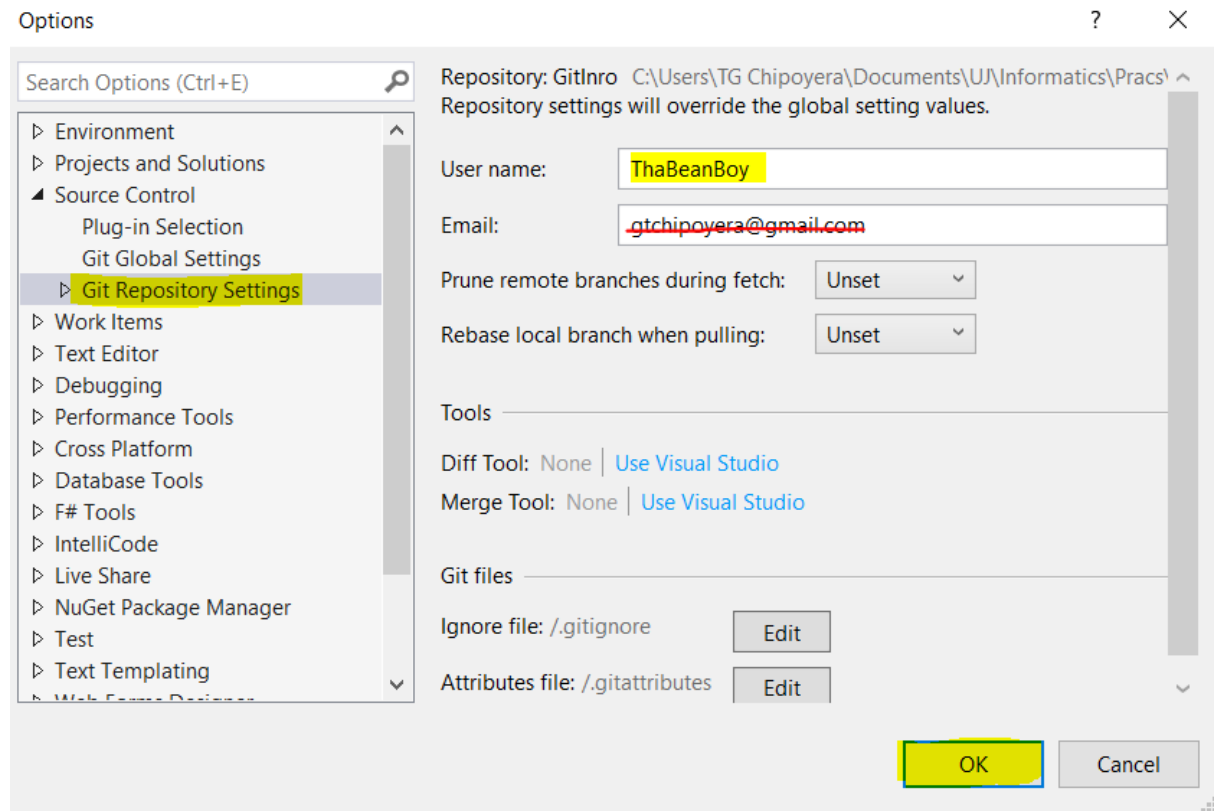 Options
?
Search Options (Ctrl+E)
Environment
Projects and Solutions
Source Control
Plug-in Selection
Git Global Settings
Git Repository Settings
Work Items
Text Editor
Debugging
Performance Tools
Cross Platform
Database Tools
F# Tools
IntelliCode
Live Share
NuGet Package Manager
Test
Text Templating
Web Forms Designer
Repository: GitInro C:\Users\TG Chipoyera\Documents\UJ\Informatics\Pracs\
Repository settings will override the global setting values.
User name: ThaBeanBoy
Email: gtchipoyera@gmail.com
Prune remote branches during fetch: Unset
Rebase local branch when pulling: Unset
Tools
Diff Tool: None Use Visual Studio
Merge Tool: None Use Visual Studio
Git files
Ignore file: /.gitignore Edit
Attributes file: /.gitattributes Edit
OK Cancel